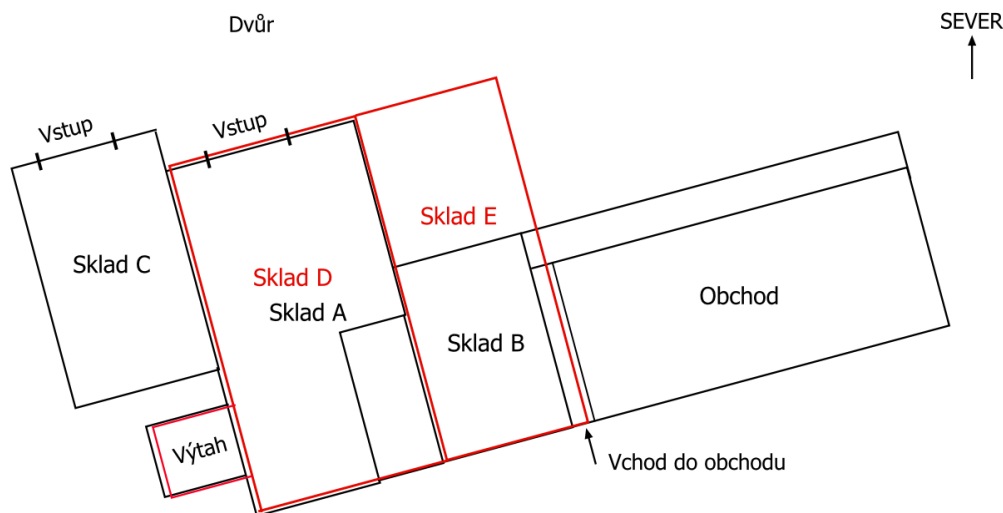 Dvůr
SEVER
Vstup
Vstup
Sklad E
Sklad C
Sklad D
Sklad A
Obchod
Sklad B
Výtah
Vchod do obchodu